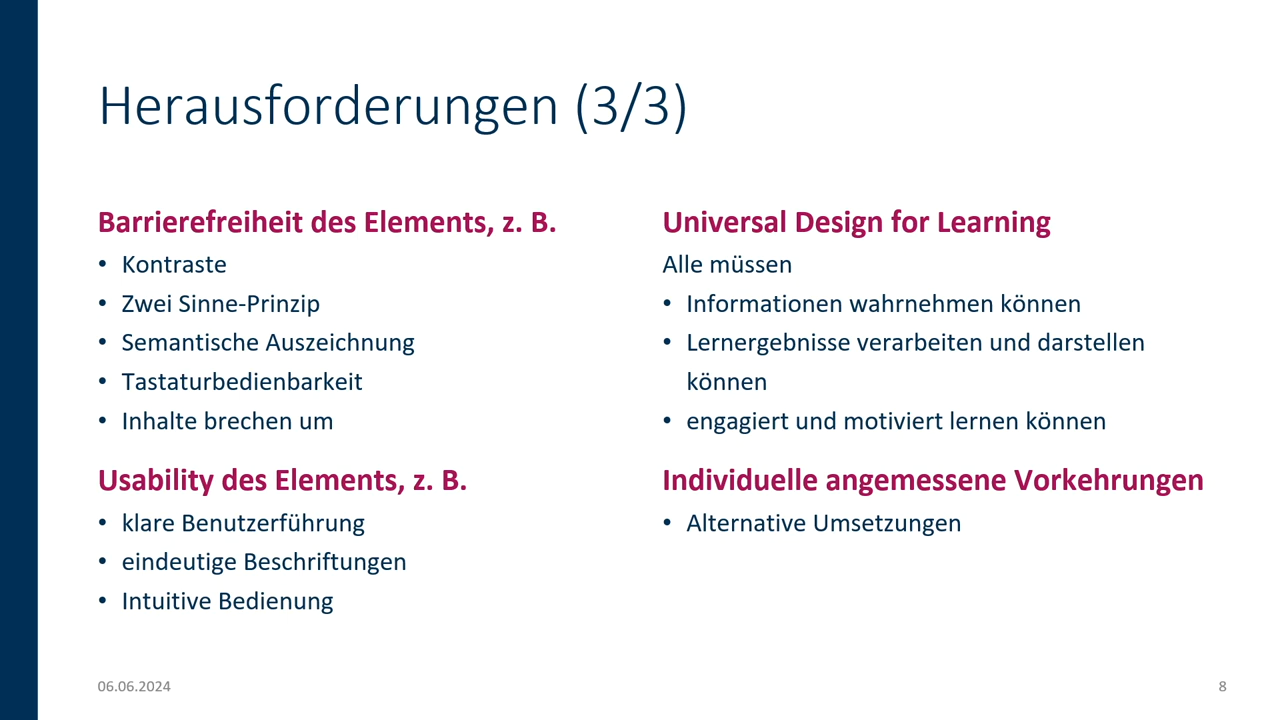 Herausforderungen (3/3)
Barrierefreiheit des Elements, z. B.
• Kontraste
• Zwei Sinne-Prinzip
• Semantische Auszeichnung
• Tastaturbedienbarkeit
• Inhalte brechen um
Usability des Elements, z. B.
• klare Benutzerführung
• eindeutige Beschriftungen
• Intuitive Bedienung
Universal Design for Learning
Alle müssen
• Informationen wahrnehmen können
• Lernergebnisse verarbeiten und darstellen
können
• engagiert und motiviert lernen können
Individuelle angemessene Vorkehrungen
• Alternative Umsetzungen
06.06.2024
8